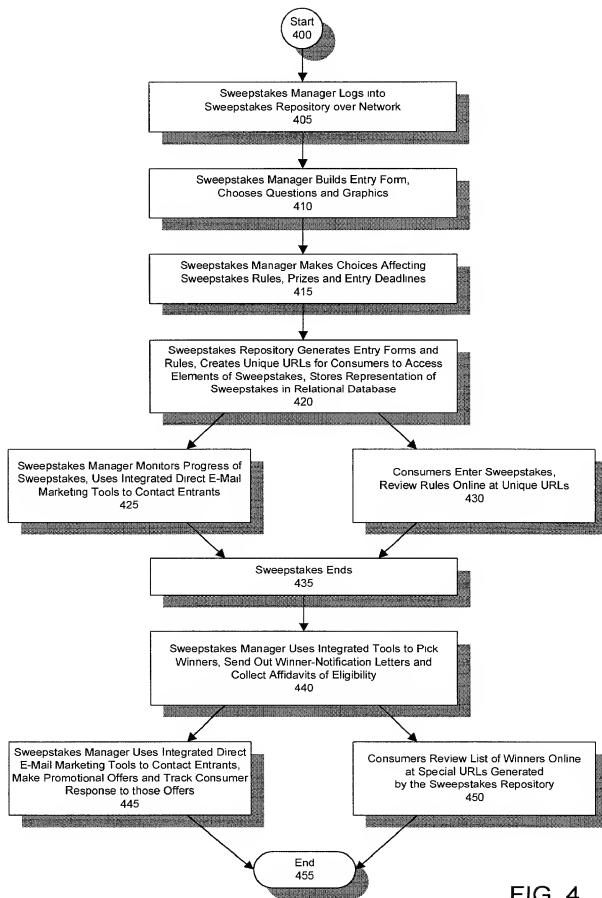 Start
400
Sweepstakes Manager Logs into
Sweepstakes Repository over Network
405
Sweepstakes Manager Builds Entry Form,
Chooses Questions and Graphics
410
Sweepstakes Manager Makes Choices Affecting
Sweepstakes Rules, Prizes and Entry Deadlines
415
Sweepstakes Repository Generates Entry Forms and
Rules, Creates Unique URLs for Consumers to Access
Elements of Sweepstakes, Stores Representation of
Sweepstakes in Relational Database
420
Sweepstakes Manager Monitors Progress of
Sweepstakes, Uses Integrated Direct E-Mail
Marketing Tools to Contact Entrants
425
Consumers Enter Sweepstakes,
Review Rules Online at Unique URLs
430
Sweepstakes Ends
435
Sweepstakes Manager Uses Integrated Tools to Pick
Winners, Send Out Winner-Notification Letters and
Collect Affidavits of Eligibility
440
Sweepstakes Manager Uses Integrated Direct
E-Mail Marketing Tools to Contact Entrants,
Make Promotional Offers and Track Consumer
Response to those Offers
445
Consumers Review List of Winners Online
at Special URLs Generated
by the Sweepstakes Repository
450
End
455
FIG. 4